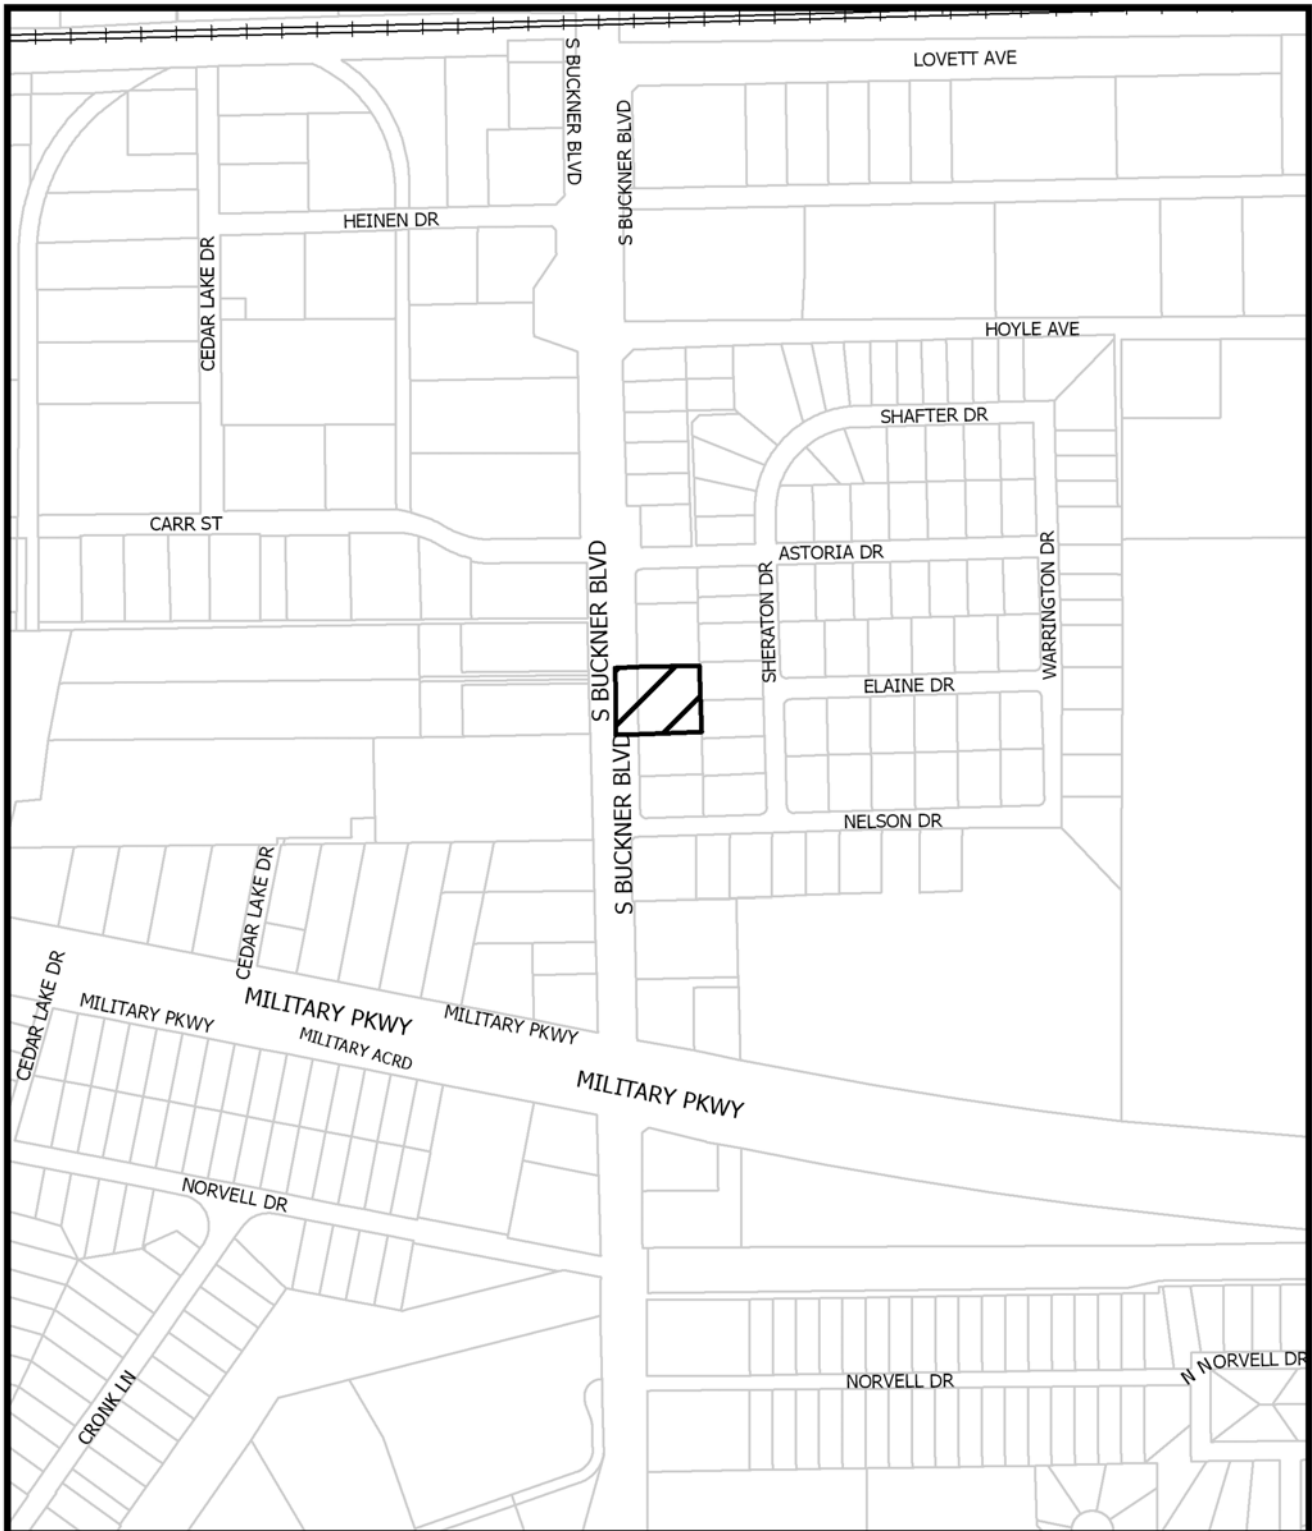 S BUCKNER BLVD
LOVETT AVE
S BUCKNER BLVD
HEINEN DR
CEDAR LAKE DR
HOYLE AVE
SHAFTER DR
CARR ST
ASTORIA DR
S BUCKNER BLVD
SHERATON DR
WARRINGTON DR
ELAINE DR
S BUCKNER BLVD
NELSON DR
CEDAR LAKE DR
CEDAR LAKE DR
MILITARY PKWY
MILITARY PKWY
MILITARY PKWY
MILITARY ACRD
MILITARY PKWY
NORVELL DR
CRONK LN
NORVELL DR
N NORVELL DR